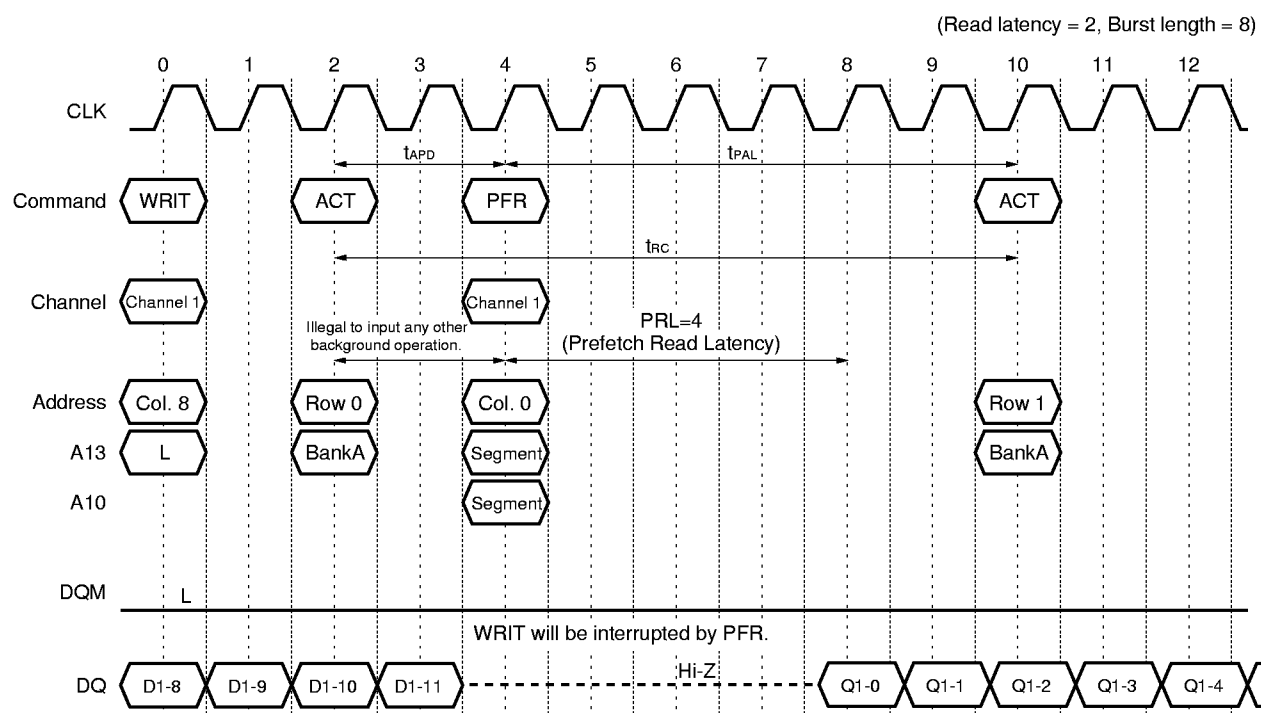 (Read latency = 2, Burst length = 8)
0 1 2 3 4 5 6 7 8 9 10 11 12
CLK
tAPD tPAL
Command WRIT ACT PFR ACT
tRC
Channel Channel 1 Channel 1
Illegal to input any other
background operation.
PRL=4
(Prefetch Read Latency)
Address Col. 8 Row 0 Col. 0 Row 1
A13 L BankA Segment BankA
A10 Segment
DQM L
WRIT will be interrupted by PFR.
Hi-Z
DQ D1-8 D1-9 D1-10 D1-11 Q1-0 Q1-1 Q1-2 Q1-3 Q1-4